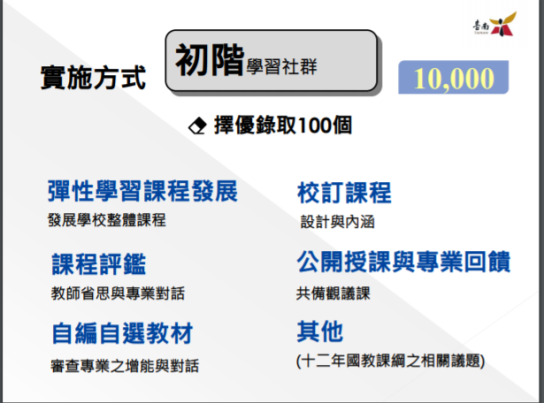 臺南
實施方式
初階學習社群
10,000
擇優錄取100個
彈性學習課程發展
發展學校整體課程
校訂課程
設計與內涵
課程評鑑
教師省思與專業對話
公開授課與專業回饋
共備觀議課
自編自選教材
審查專業之增能與對話
其他
(十二年國教課綱之相關議題)